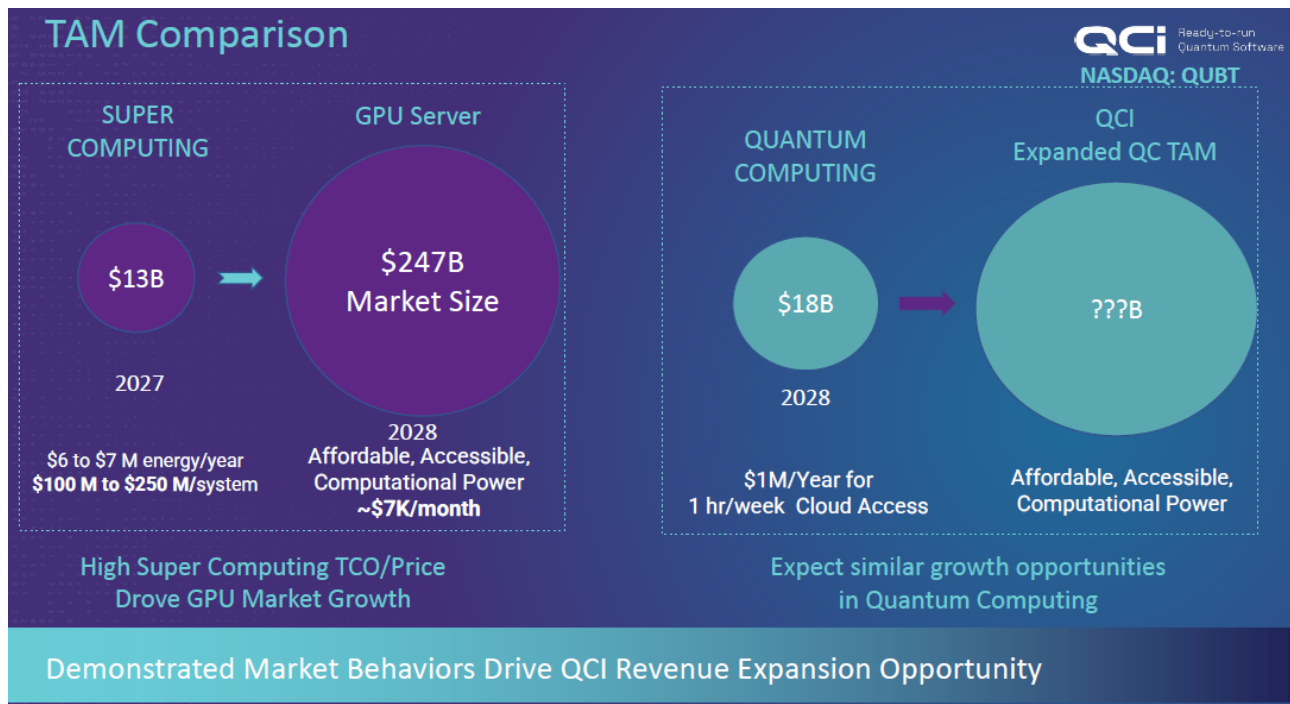 TAM Comparison
QCi
Ready-to-run
Quantum Software
NASDAQ: QUBT
SUPER
COMPUTING
GPU Server
$13B
$247B
Market Size
2027
2028
$6 to $7 M energy/year
$100 M to $250 M/system
Affordable, Accessible,
Computational Power
~$7K/month
High Super Computing TCO/Price
Drove GPU Market Growth
QUANTUM
COMPUTING
QCI
Expanded QC TAM
$18B
???B
2028
$1M/Year for
1 hr/week Cloud Access
Affordable, Accessible,
Computational Power
Expect similar growth opportunities
in Quantum Computing
Demonstrated Market Behaviors Drive QCI Revenue Expansion Opportunity